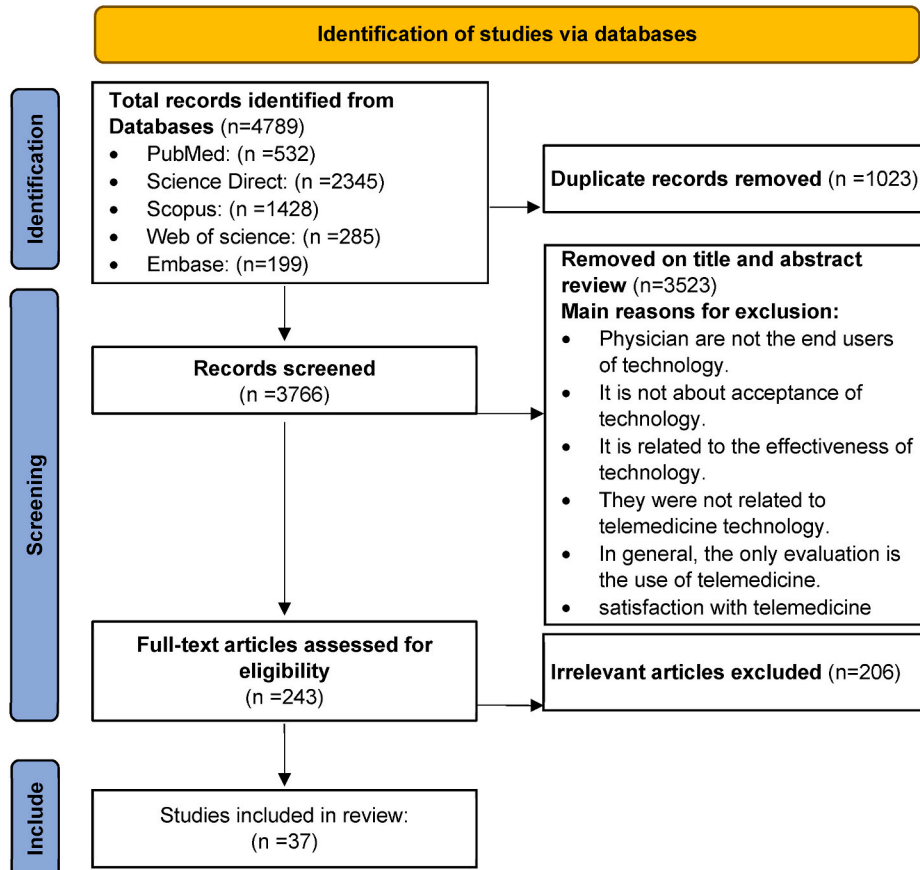 Identification of studies via databases
Identification
Total records identified from
Databases (n=4789)
• PubMed: (n =532)
• Science Direct: (n =2345)
• Scopus: (n =1428)
• Web of science: (n =285)
• Embase: (n=199)
Duplicate records removed (n =1023)
Screening
Records screened
(n =3766)
Removed on title and abstract
review (n=3523)
Main reasons for exclusion:
• Physician are not the end users
of technology.
• It is not about acceptance of
technology.
• It is related to the effectiveness of
technology.
• They were not related to
telemedicine technology.
• In general, the only evaluation is
the use of telemedicine.
• satisfaction with telemedicine
Full-text articles assessed for
eligibility
(n =243)
Irrelevant articles excluded (n=206)
Include
Studies included in review:
(n =37)